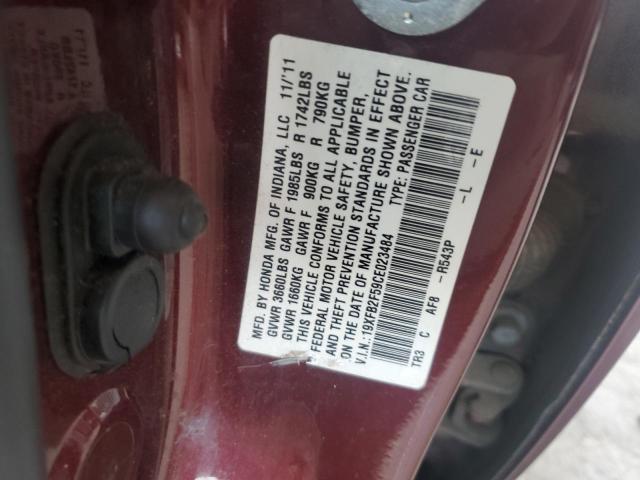 MFD. BY HONDA MFG. OF INDIANA, LLC 11/'11
GVWR 3660LBS GAWR F 1985LBS R 1742LBS
GVWR 1660KG GAWR F 900KG R 790KG
THIS VEHICLE CONFORMS TO ALL APPLICABLE
FEDERAL MOTOR VEHICLE SAFETY, BUMPER,
AND THEFT PREVENTION STANDARDS IN EFFECT
ON THE DATE OF MANUFACTURE SHOWN ABOVE.
V.I.N.:19XFB2F59CE023484 TYPE: PASSENGER CAR
TR3 C AF8 -R543P -L -E